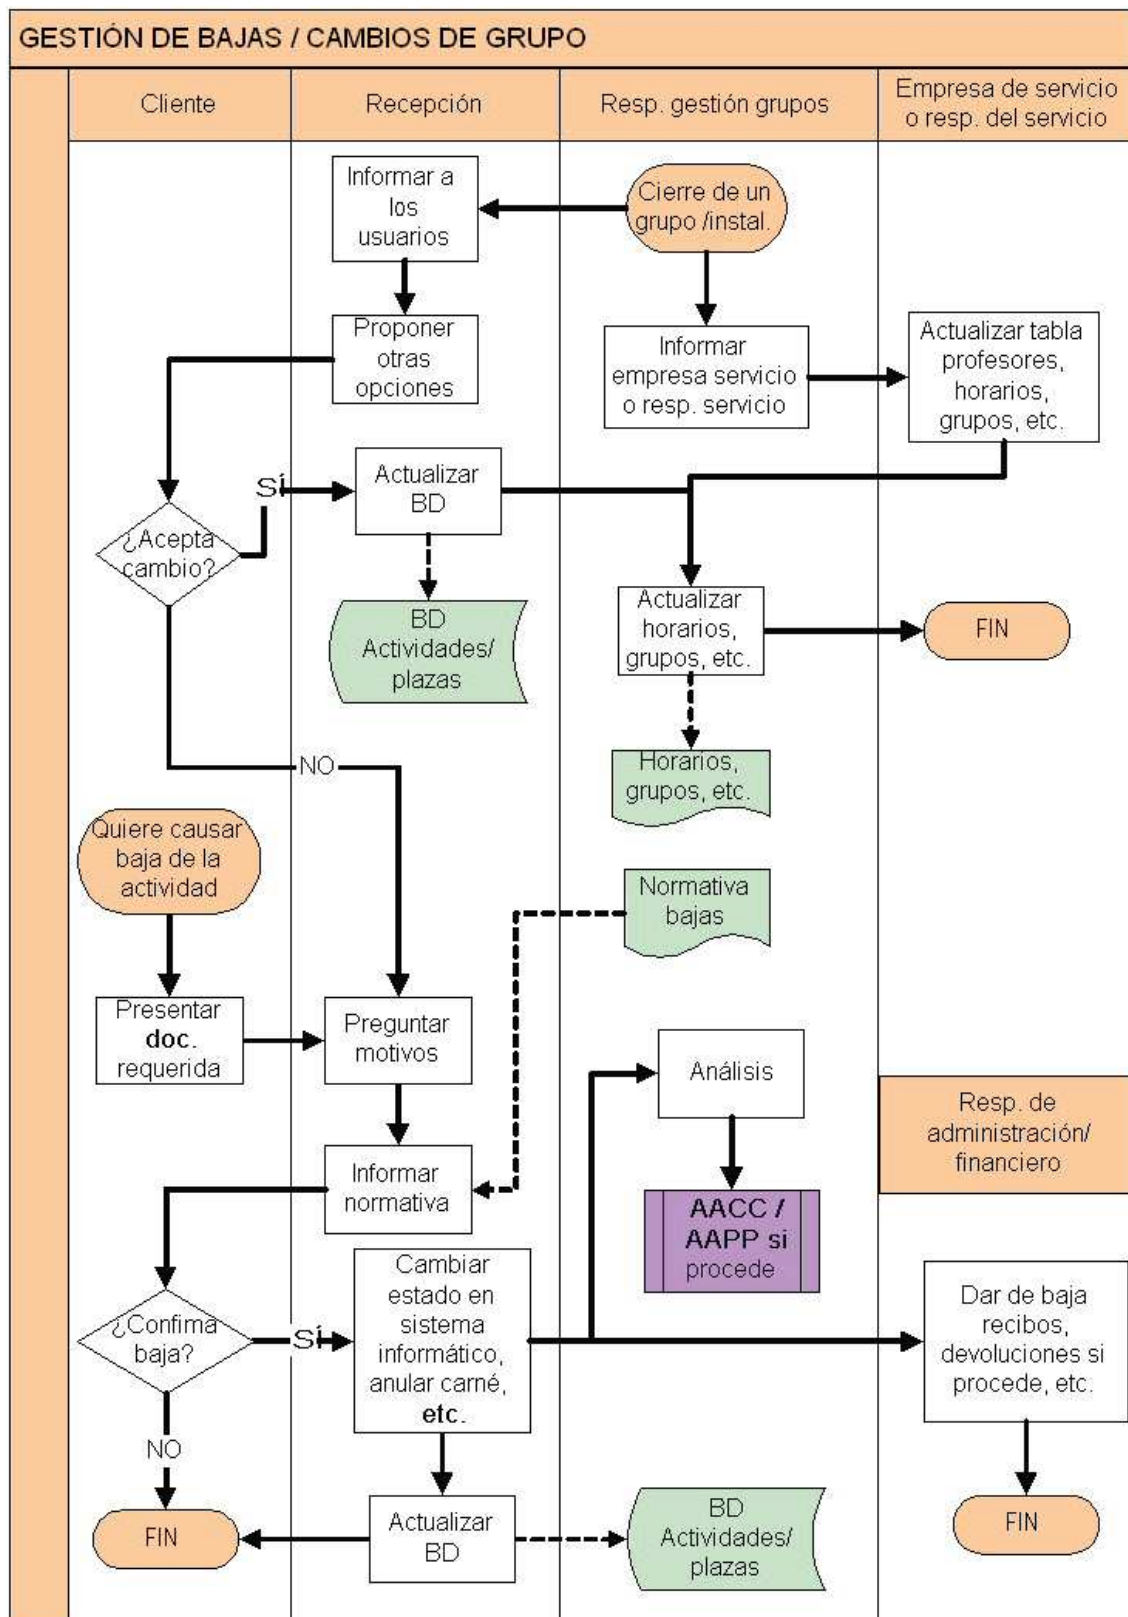 GESTIÓN DE BAJAS / CAMBIOS DE GRUPO
Cliente
Recepción
Resp. gestión grupos
Empresa de servicio
o resp. del servicio
Informar a
los
usuarios
Cierre de un
grupo /instal.
Proponer
otras
opciones
Informar
empresa servicio
o resp. servicio
Actualizar tabla
profesores,
horarios,
grupos, etc.
Sí
Actualizar
BD
¿Acepta
cambio?
BD
Actividades/
plazas
Actualizar
horarios,
grupos, etc.
FIN
NO
Horarios,
grupos, etc.
Quiere causar
baja de la
actividad
Normativa
bajas
Presentar
doc.
requerida
Preguntar
motivos
Análisis
Resp. de
administración/
financiero
Informar
normativa
AACC /
AAPP si
procede
¿Confima
baja?
Sí
Cambiar
estado en
sistema
informático,
anular carné,
etc.
Dar de baja
recibos,
devoluciones si
procede, etc.
NO
FIN
Actualizar
BD
BD
Actividades/
plazas
FIN